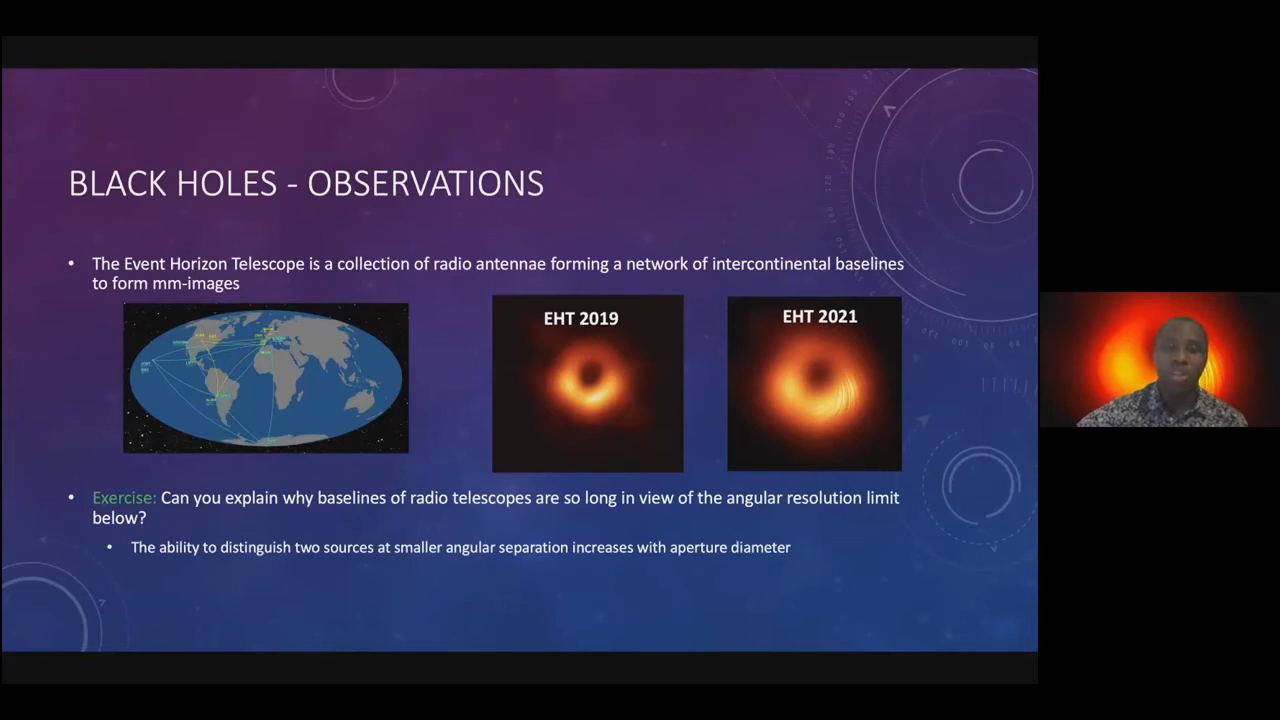 BLACK HOLES - OBSERVATIONS
• The Event Horizon Telescope is a collection of radio antennae forming a network of intercontinental baselines
to form mm-images
EHT 2019
EHT 2021
• Exercise: Can you explain why baselines of radio telescopes are so long in view of the angular resolution limit
below?
• The ability to distinguish two sources at smaller angular separation increases with aperture diameter